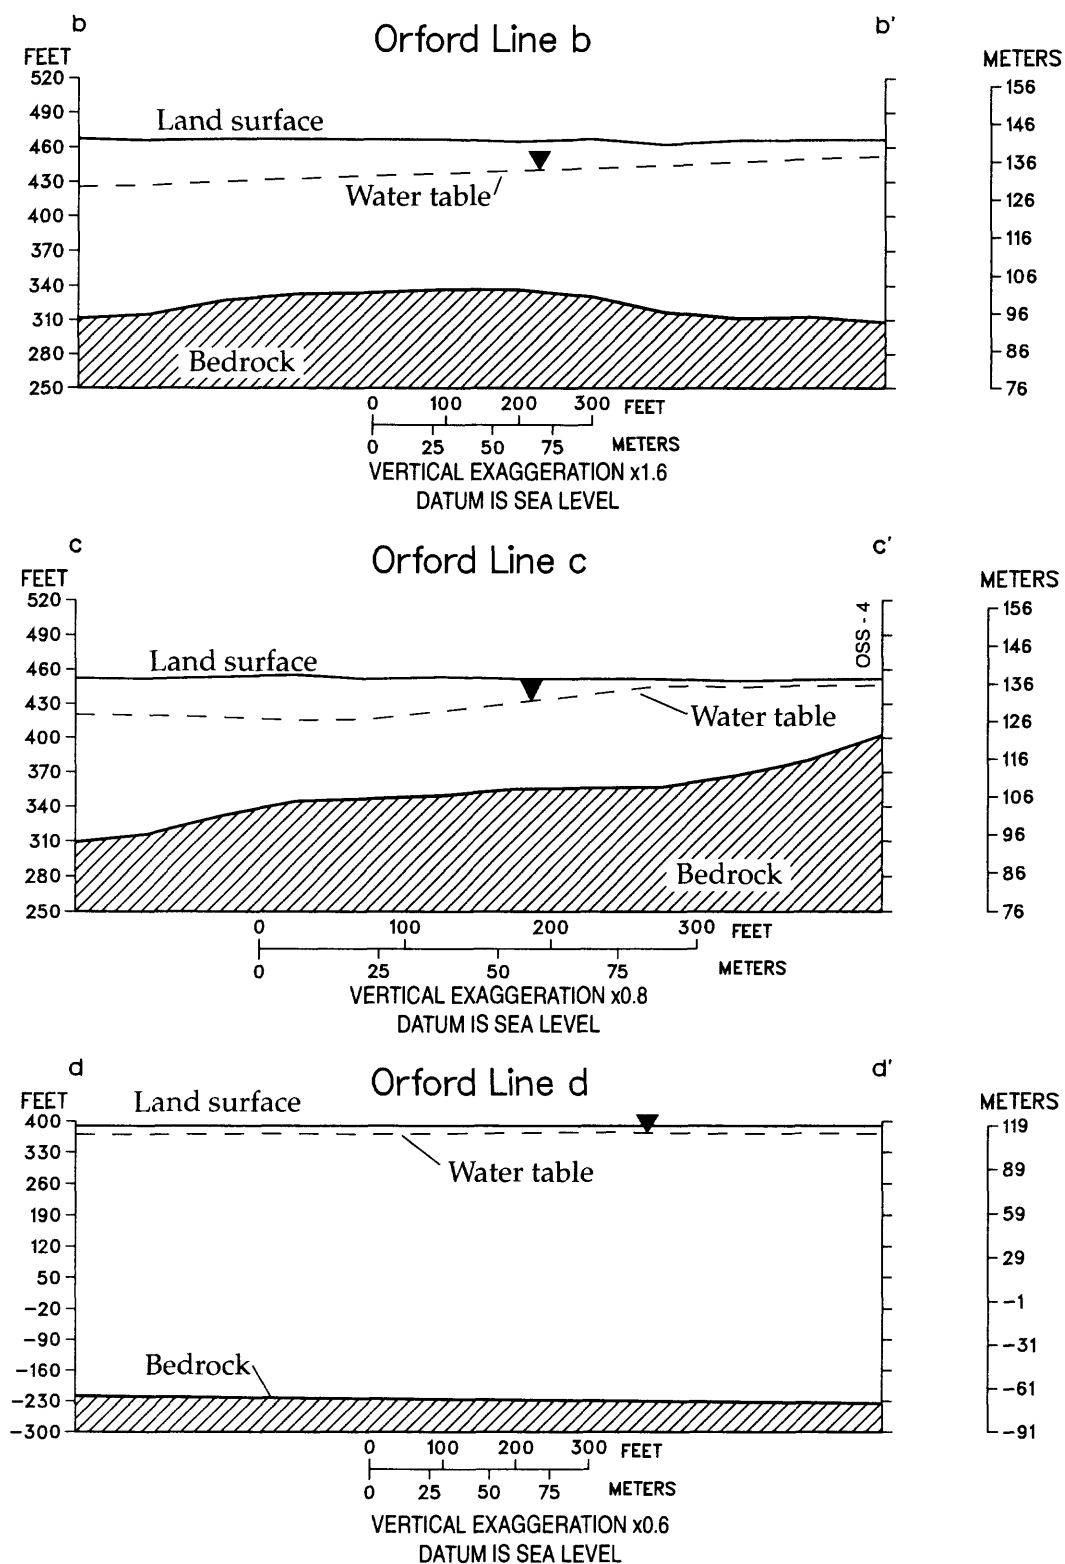 b
Orford Line b
b'
FEET
METERS
520
490
460
430
400
370
340
310
280
250
Land surface
Water table
Bedrock
156
146
136
126
116
106
96
86
76
0 100 200 300 FEET
0 25 50 75 METERS
VERTICAL EXAGGERATION x1.6
DATUM IS SEA LEVEL
c
Orford Line c
c'
FEET
METERS
520
490
460
430
400
370
340
310
280
250
Land surface
OSS - 4
Water table
Bedrock
156
146
136
126
116
106
96
86
76
0 100 200 300 FEET
0 25 50 75 METERS
VERTICAL EXAGGERATION x0.8
DATUM IS SEA LEVEL
d
Orford Line d
d'
FEET
METERS
Land surface
400
330
260
190
120
50
-20
-90
-160
-230
-300
Water table
Bedrock
119
89
59
29
-1
-31
-61
-91
0 100 200 300 FEET
0 25 50 75 METERS
VERTICAL EXAGGERATION x0.6
DATUM IS SEA LEVEL